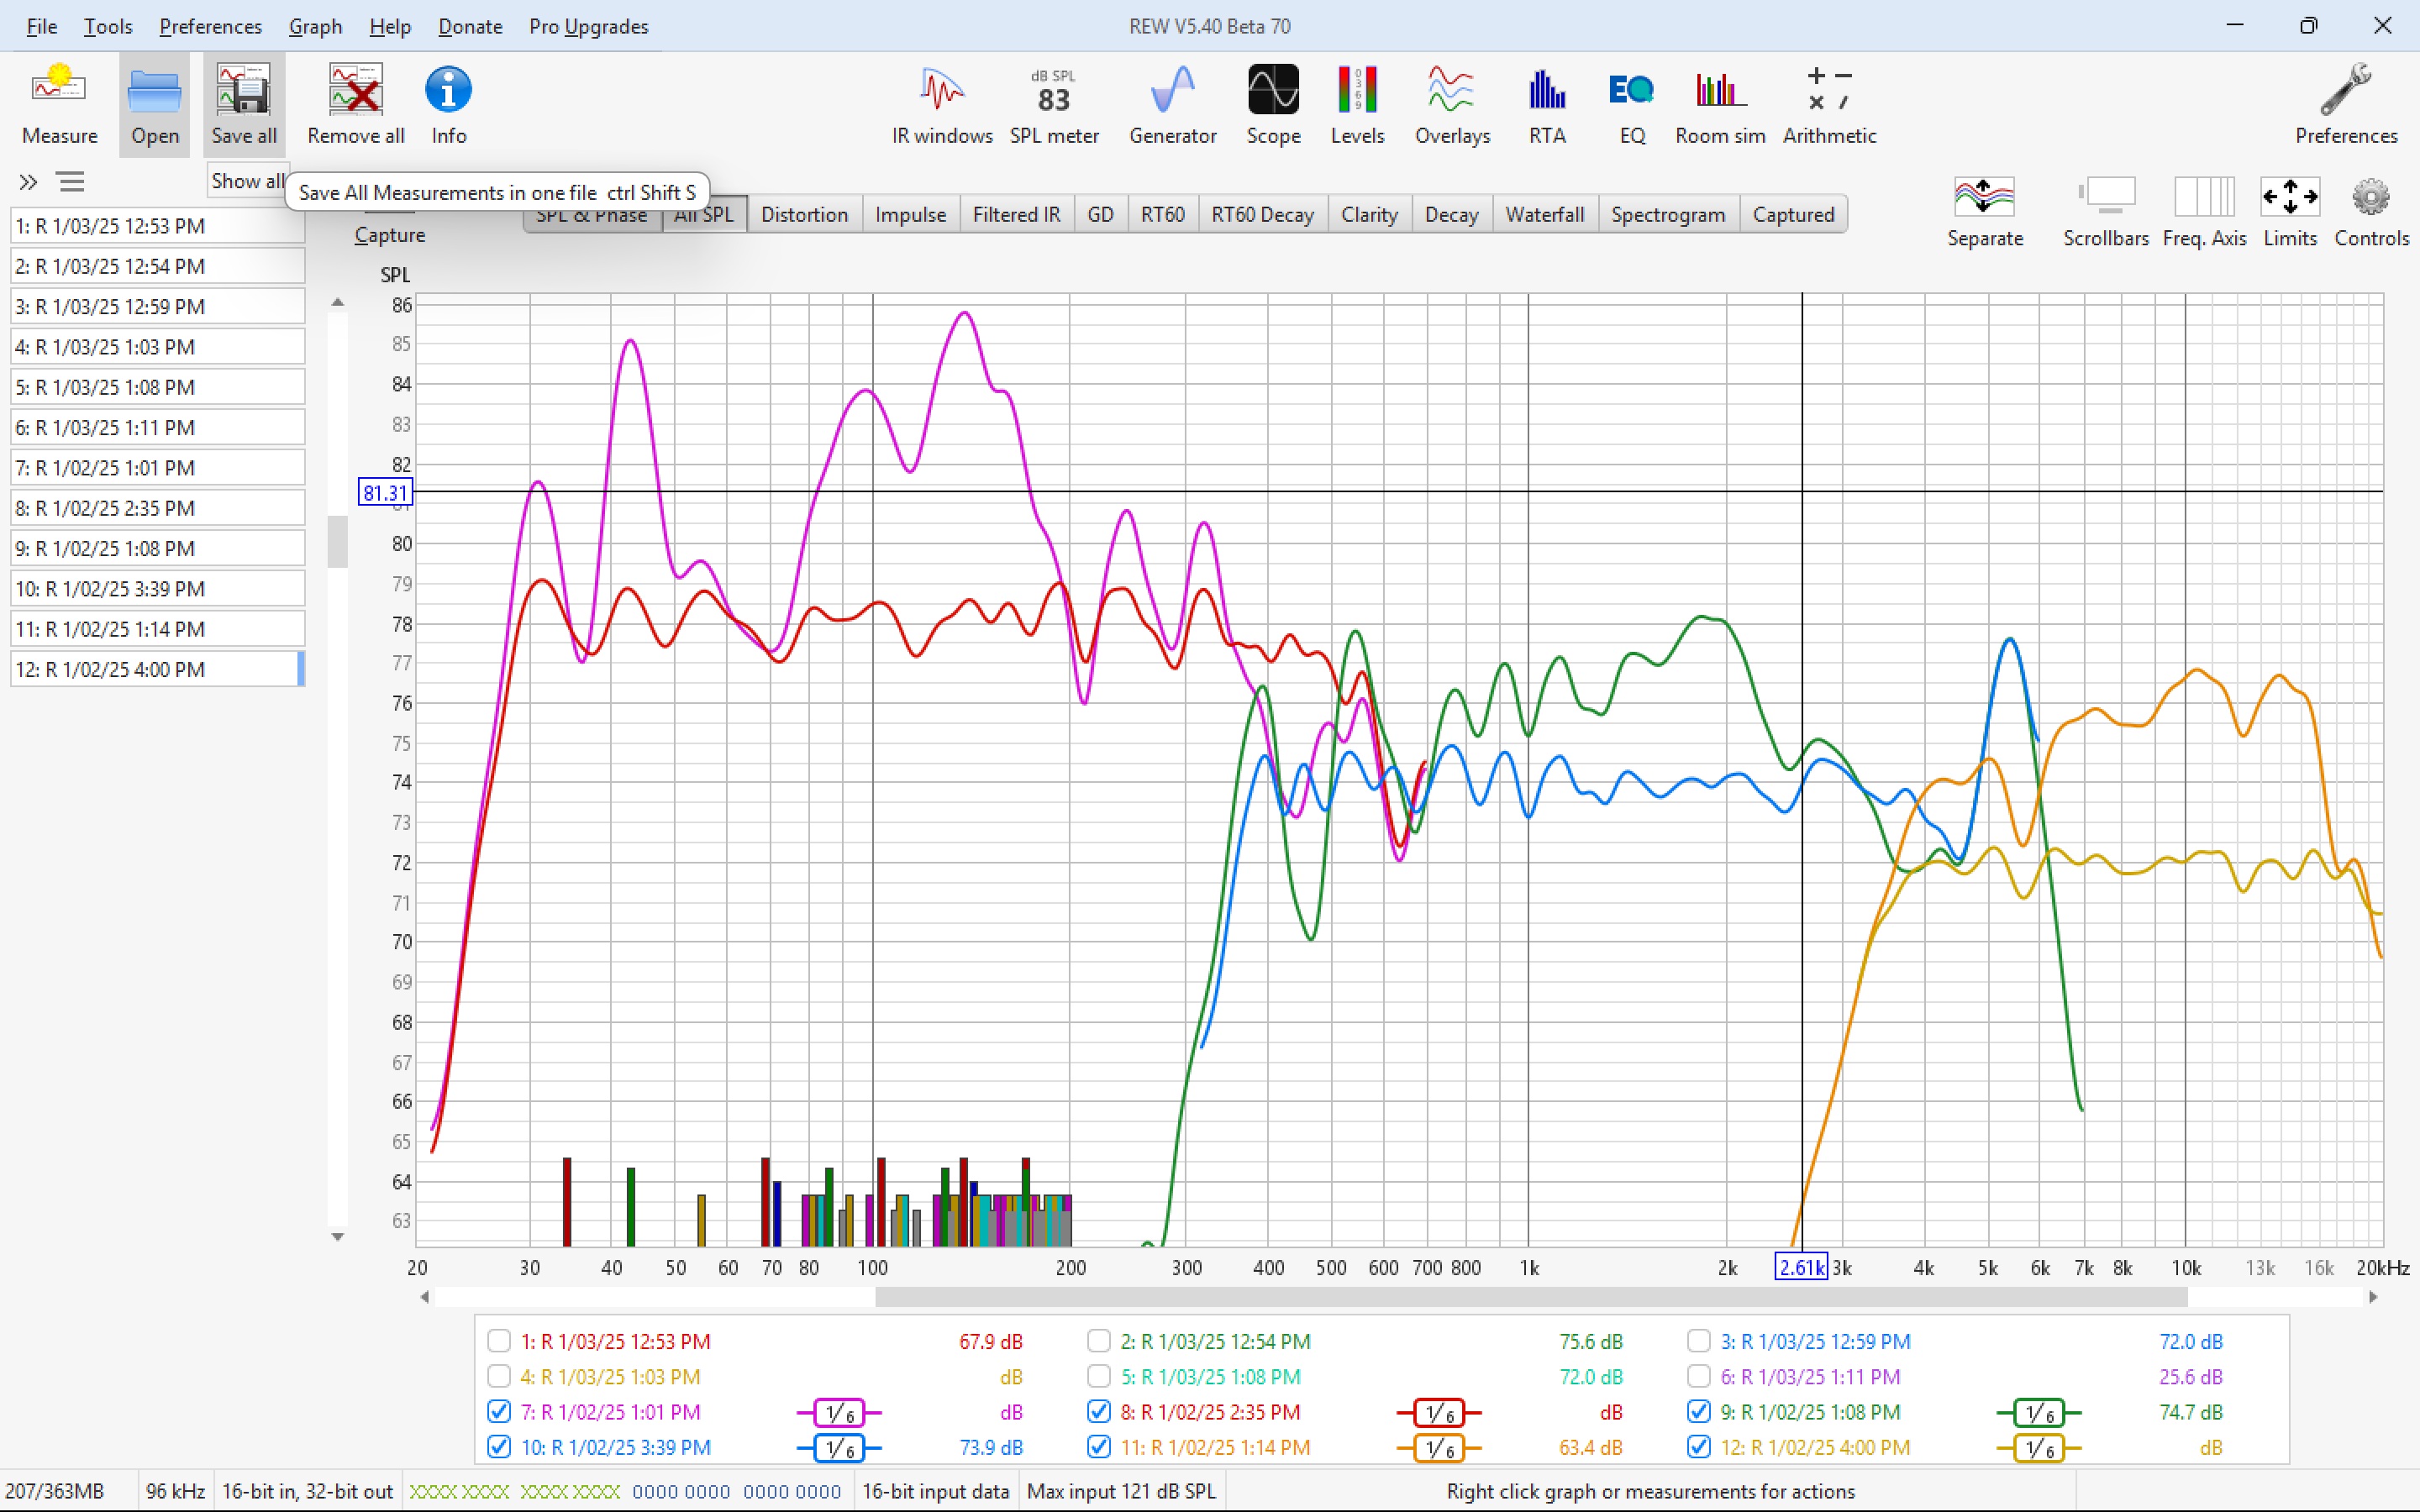 File Tools Preferences Graph Help Donate Pro Upgrades REW V5.40 Beta 70
dB SPL
83
Measure Open Save all Remove all Info IR windows SPL meter Generator Scope Levels Overlays RTA EQ Room sim Arithmetic Preferences
Show all
Save All Measurements in one file ctrl Shift S
SPL & Phase All SPL Distortion Impulse Filtered IR GD RT60 RT60 Decay Clarity Decay Waterfall Spectrogram Captured
Capture
Separate Scrollbars Freq. Axis Limits Controls
1: R 1/03/25 12:53 PM
2: R 1/03/25 12:54 PM
3: R 1/03/25 12:59 PM
4: R 1/03/25 1:03 PM
5: R 1/03/25 1:08 PM
6: R 1/03/25 1:11 PM
7: R 1/02/25 1:01 PM
8: R 1/02/25 2:35 PM
9: R 1/02/25 1:08 PM
10: R 1/02/25 3:39 PM
11: R 1/02/25 1:14 PM
12: R 1/02/25 4:00 PM
SPL
86
85
84
83
82
81.31
80
79
78
77
76
75
74
73
72
71
70
69
68
67
66
65
64
63
20 30 40 50 60 70 80 100 200 300 400 500 600 700 800 1k 2k 2.61k 3k 4k 5k 6k 7k 8k 10k 13k 16k 20kHz
1: R 1/03/25 12:53 PM 67.9 dB 2: R 1/03/25 12:54 PM 75.6 dB 3: R 1/03/25 12:59 PM 72.0 dB
4: R 1/03/25 1:03 PM dB 5: R 1/03/25 1:08 PM 72.0 dB 6: R 1/03/25 1:11 PM 25.6 dB
7: R 1/02/25 1:01 PM 1/6 dB 8: R 1/02/25 2:35 PM 1/6 dB 9: R 1/02/25 1:08 PM 1/6 74.7 dB
10: R 1/02/25 3:39 PM 1/6 73.9 dB 11: R 1/02/25 1:14 PM 1/6 63.4 dB 12: R 1/02/25 4:00 PM 1/6 dB
207/363MB 96 kHz 16-bit in, 32-bit out XXXX XXXX XXXX XXXX 0000 0000 0000 0000 16-bit input data Max input 121 dB SPL Right click graph or measurements for actions